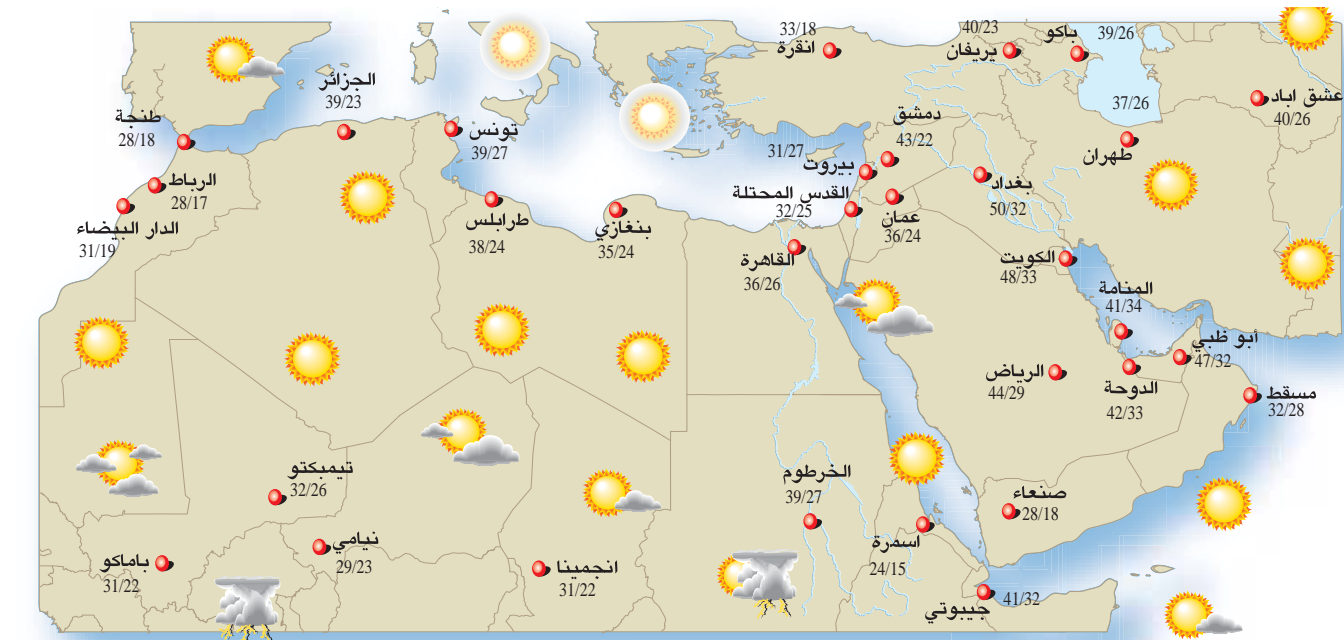 33/18
انقرة
40/23
يريفان
باكو
39/26
37/26
عشق اباد
40/26
الجزائر
39/23
طنجة
28/18
تونس
39/27
دمشق
43/22
طهران
31/27
بيروت
بغداد
50/32
الرباط
28/17
القدس المحتلة
32/25
عمان
36/24
الدار البيضاء
31/19
طرابلس
38/24
بنغازي
35/24
القاهرة
36/26
الكويت
48/33
المنامة
41/34
أبو ظبي
47/32
الرياض
44/29
الدوحة
42/33
مسقط
32/28
تيمبكتو
32/26
الخرطوم
39/27
صنعاء
28/18
باماكو
31/22
نيامي
29/23
انجمينا
31/22
اسمرة
24/15
جيبوتي
41/32